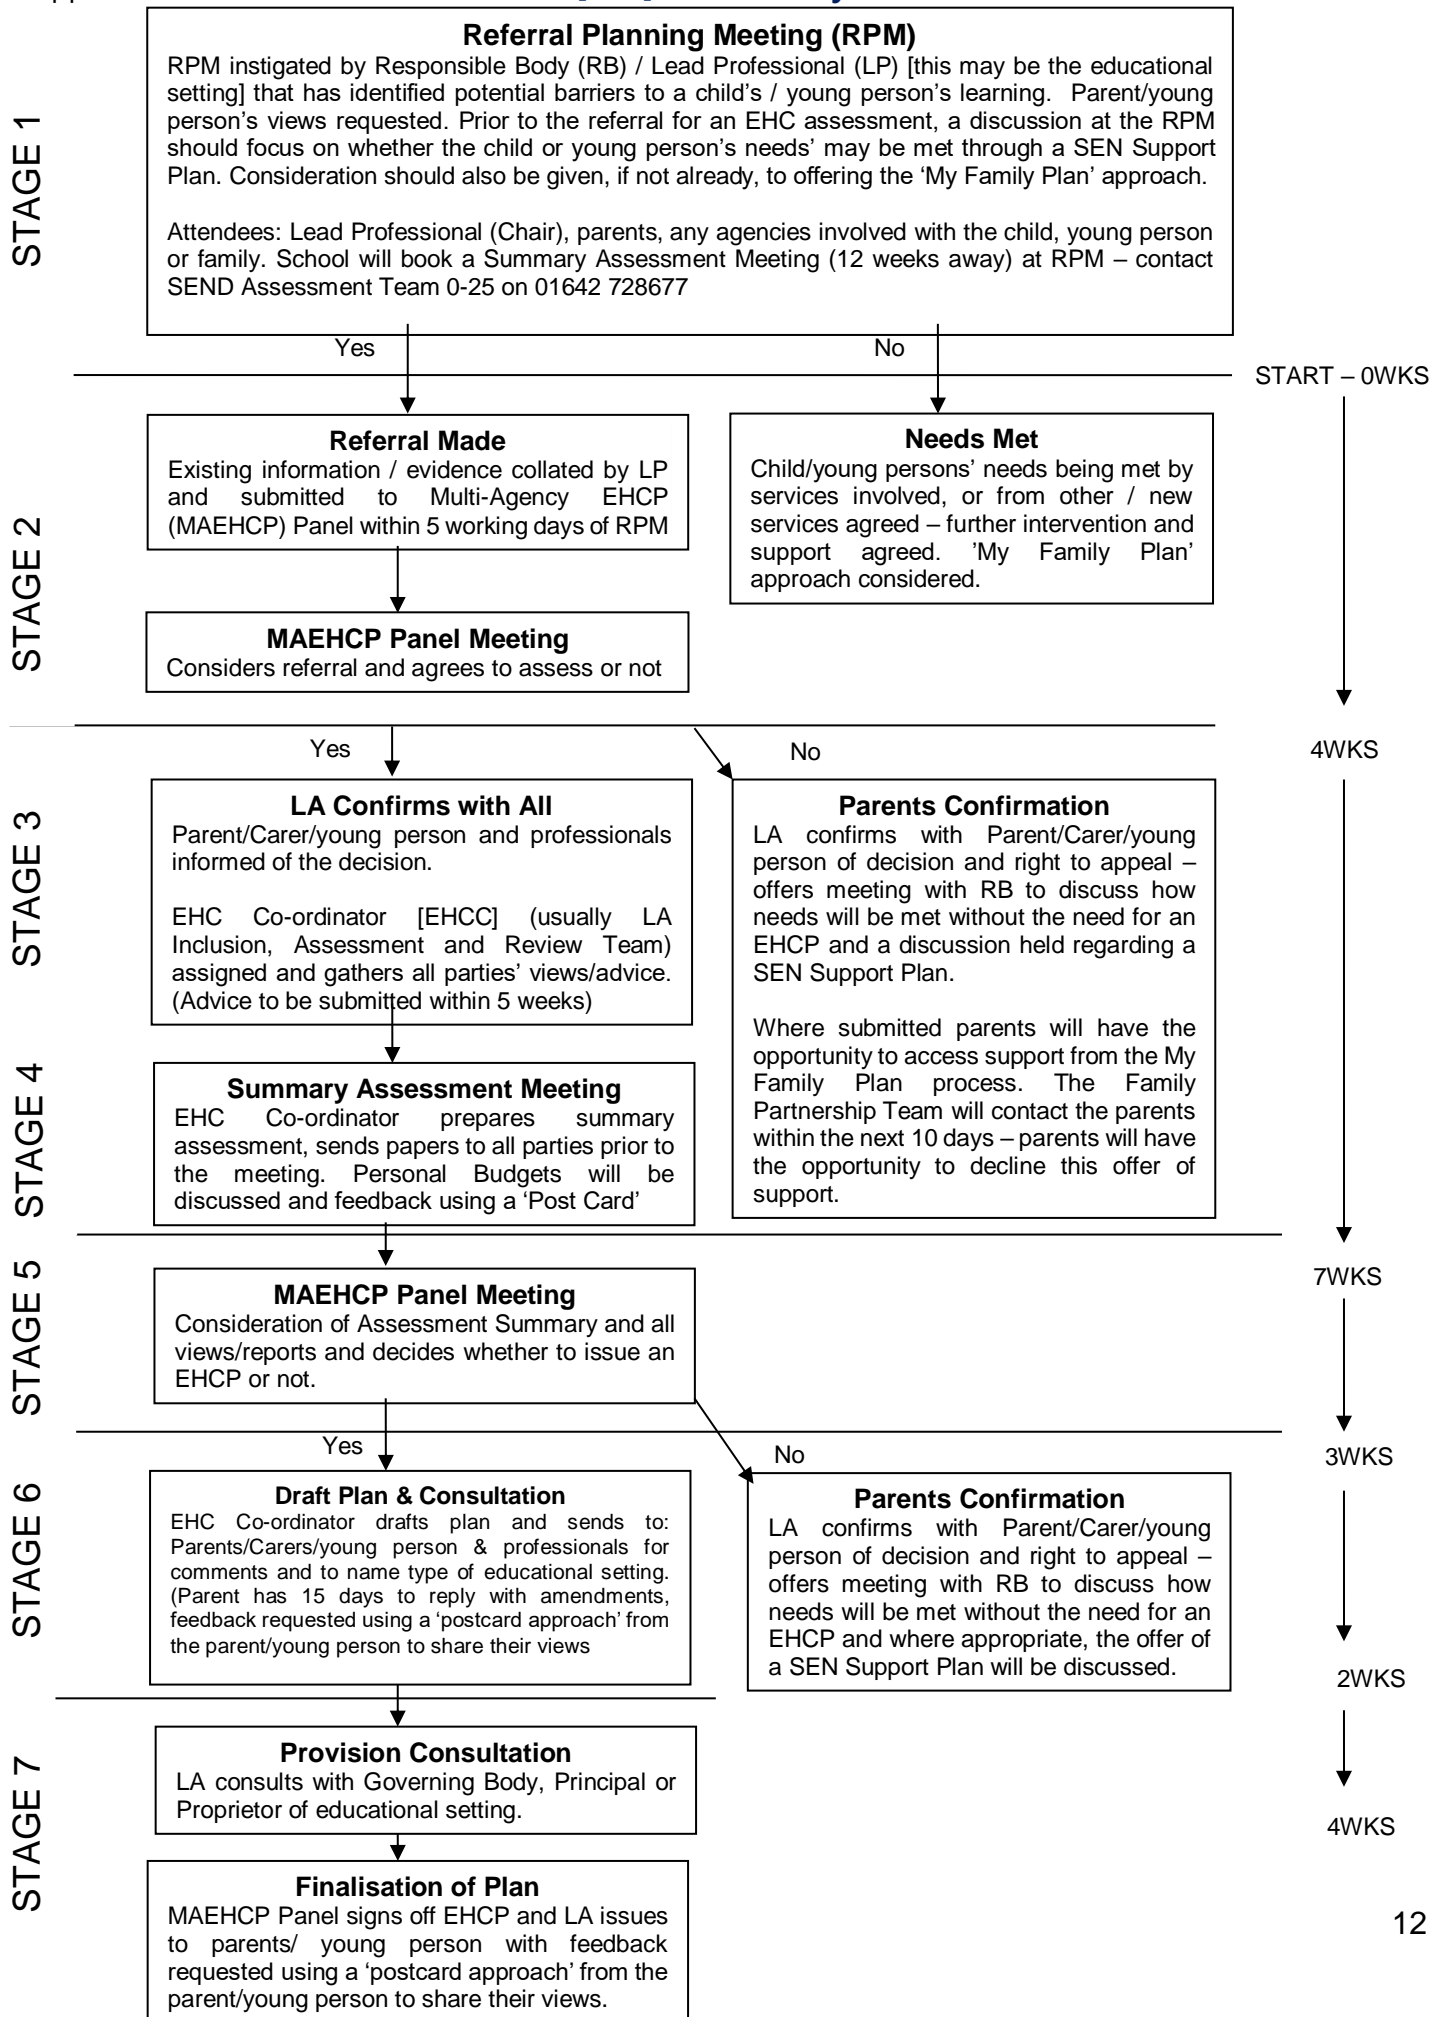 Referral Planning Meeting (RPM)
RPM instigated by Responsible Body (RB) / Lead Professional (LP) [this may be the educational
setting] that has identified potential barriers to a child's / young person's learning. Parent/young
person's views requested. Prior to the referral for an EHC assessment, a discussion at the RPM
should focus on whether the child or young person's needs' may be met through a SEN Support
Plan. Consideration should also be given, if not already, to offering the 'My Family Plan' approach.
Attendees: Lead Professional (Chair), parents, any agencies involved with the child, young person
or family. School will book a Summary Assessment Meeting (12 weeks away) at RPM – contact
SEND Assessment Team 0-25 on 01642 728677
STAGE 1
Yes
No
START – 0WKS
STAGE 2
Referral Made
Existing information / evidence collated by LP
and submitted to Multi-Agency EHCP
(MAEHCP) Panel within 5 working days of RPM
Needs Met
Child/young persons' needs being met by
services involved, or from other / new
services agreed – further intervention and
support agreed. 'My Family Plan'
approach considered.
MAEHCP Panel Meeting
Considers referral and agrees to assess or not
Yes
No
4WKS
STAGE 3
LA Confirms with All
Parent/Carer/young person and professionals
informed of the decision.
EHC Co-ordinator [EHCC] (usually LA
Inclusion, Assessment and Review Team)
assigned and gathers all parties' views/advice.
(Advice to be submitted within 5 weeks)
Parents Confirmation
LA confirms with Parent/Carer/young
person of decision and right to appeal –
offers meeting with RB to discuss how
needs will be met without the need for an
EHCP and a discussion held regarding a
SEN Support Plan.
Where submitted parents will have the
opportunity to access support from the My
Family Plan process. The Family
Partnership Team will contact the parents
within the next 10 days – parents will have
the opportunity to decline this offer of
support.
STAGE 4
Summary Assessment Meeting
EHC Co-ordinator prepares summary
assessment, sends papers to all parties prior to
the meeting. Personal Budgets will be
discussed and feedback using a 'Post Card'
7WKS
STAGE 5
MAEHCP Panel Meeting
Consideration of Assessment Summary and all
views/reports and decides whether to issue an
EHCP or not.
Yes
No
3WKS
STAGE 6
Draft Plan & Consultation
EHC Co-ordinator drafts plan and sends to:
Parents/Carers/young person & professionals for
comments and to name type of educational setting.
(Parent has 15 days to reply with amendments,
feedback requested using a 'postcard approach' from
the parent/young person to share their views
Parents Confirmation
LA confirms with Parent/Carer/young
person of decision and right to appeal –
offers meeting with RB to discuss how
needs will be met without the need for an
EHCP and where appropriate, the offer of
a SEN Support Plan will be discussed.
2WKS
STAGE 7
Provision Consultation
LA consults with Governing Body, Principal or
Proprietor of educational setting.
4WKS
Finalisation of Plan
MAEHCP Panel signs off EHCP and LA issues
to parents/ young person with feedback
requested using a 'postcard approach' from the
parent/young person to share their views.
12